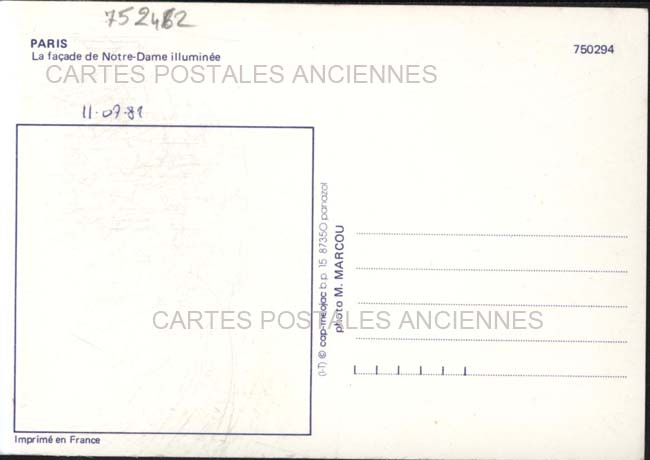 752462
PARIS
La façade de Notre-Dame illuminée
750294
CARTES POSTALES ANCIENNES
11-07-81
(I-T) © cap-théojac b.p. 15 87350 panazol
photo M. MARCOU
CARTES POSTALES ANCIENNES
Imprimé en France